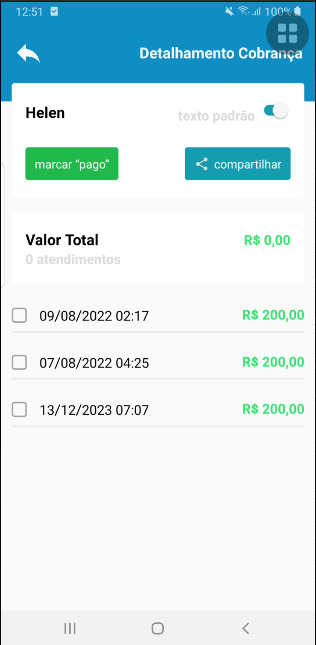 12:51 100%
Detalhamento Cobrança
Helen texto padrão
marcar “pago” compartilhar
Valor Total R$ 0,00
0 atendimentos
09/08/2022 02:17 R$ 200,00
07/08/2022 04:25 R$ 200,00
13/12/2023 07:07 R$ 200,00